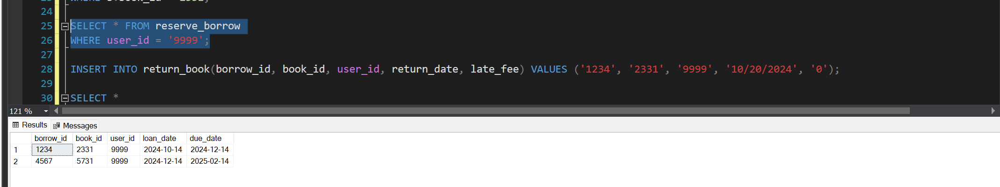 24
25 SELECT * FROM reserve_borrow
26 WHERE user_id = '9999';
27
28 INSERT INTO return_book(borrow_id, book_id, user_id, return_date, late_fee) VALUES ('1234', '2331', '9999', '10/20/2024', '0');
29
30 SELECT *
121 %
Results Messages
borrow_id book_id user_id loan_date due_date
1 1234 2331 9999 2024-10-14 2024-12-14
2 4567 5731 9999 2024-12-14 2025-02-14